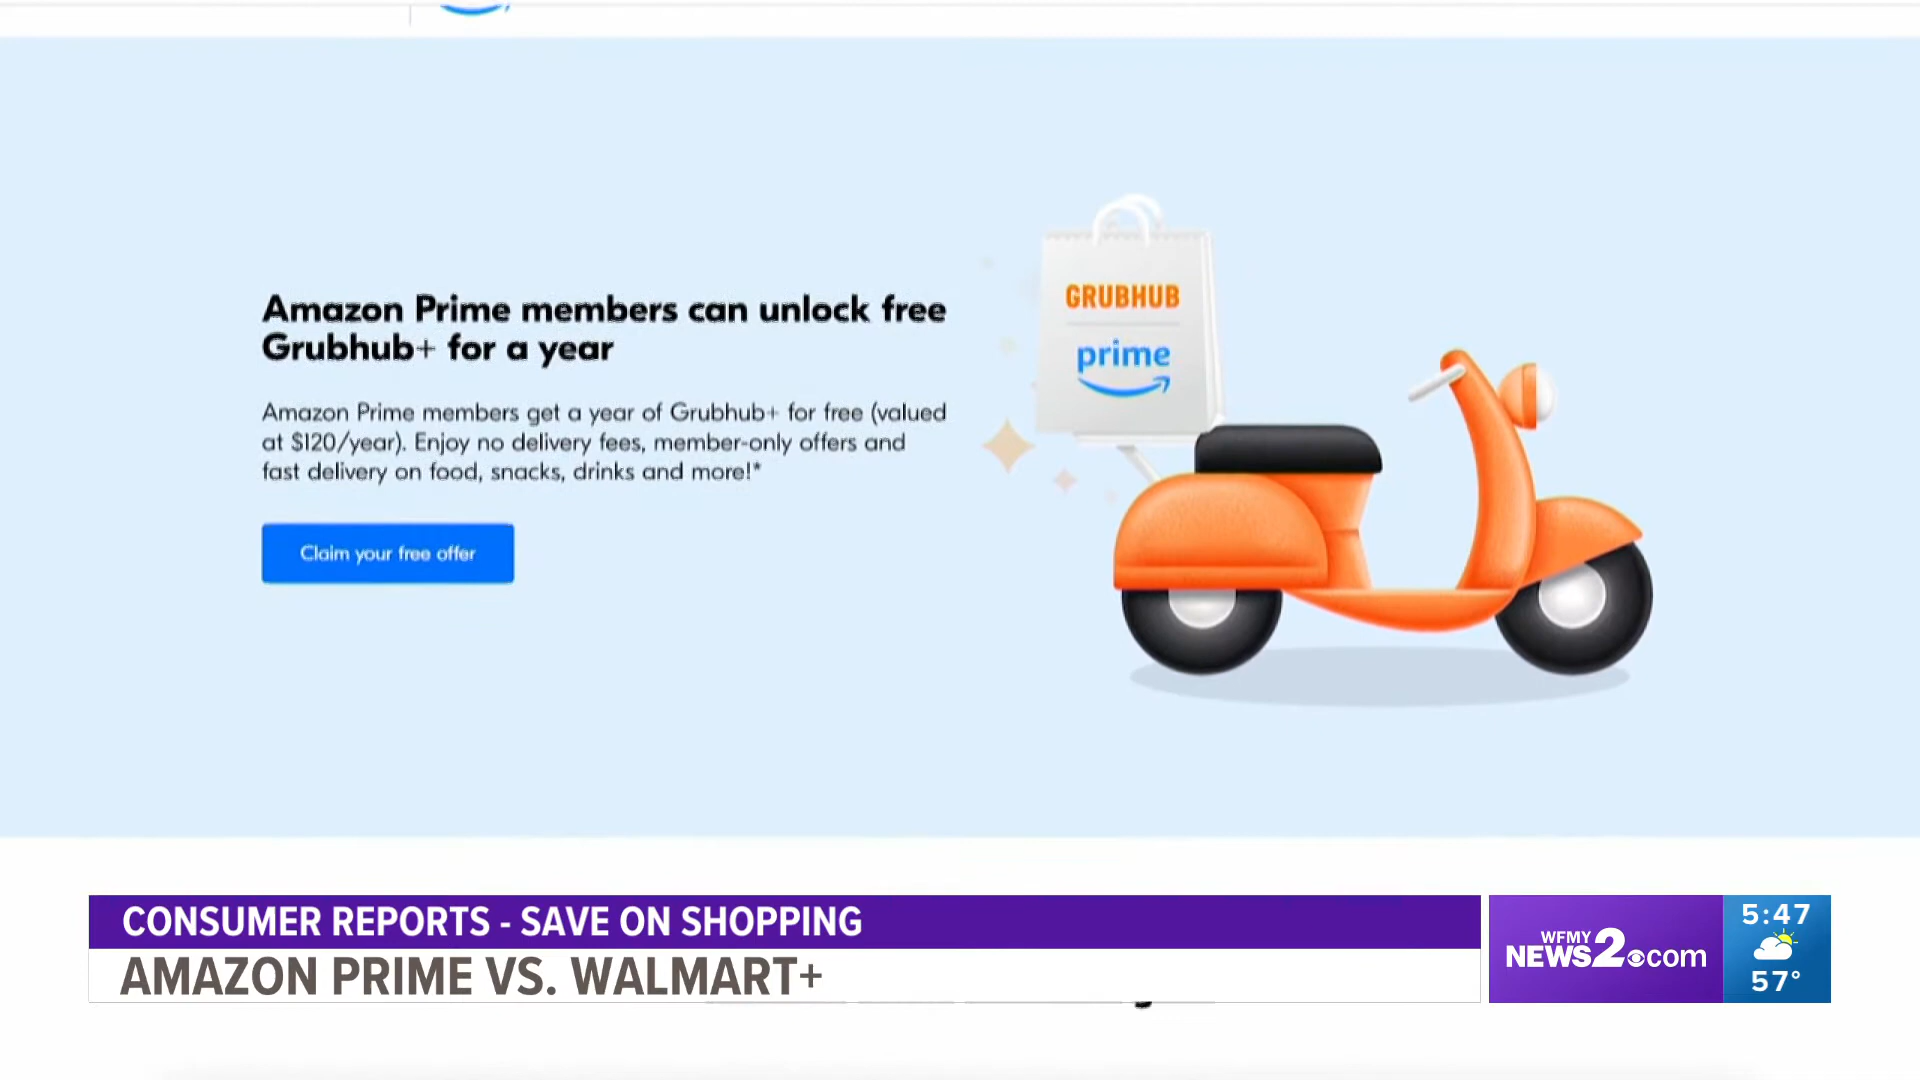 GRUBHUB
prime
Amazon Prime members can unlock free
Grubhub+ for a year
Amazon Prime members get a year of Grubhub+ for free (valued
at $120/year). Enjoy no delivery fees, member-only offers and
fast delivery on food, snacks, drinks and more!*
Claim your free offer
CONSUMER REPORTS - SAVE ON SHOPPING
AMAZON PRIME VS. WALMART+
WFMY
NEWS2.com
5:47
57°